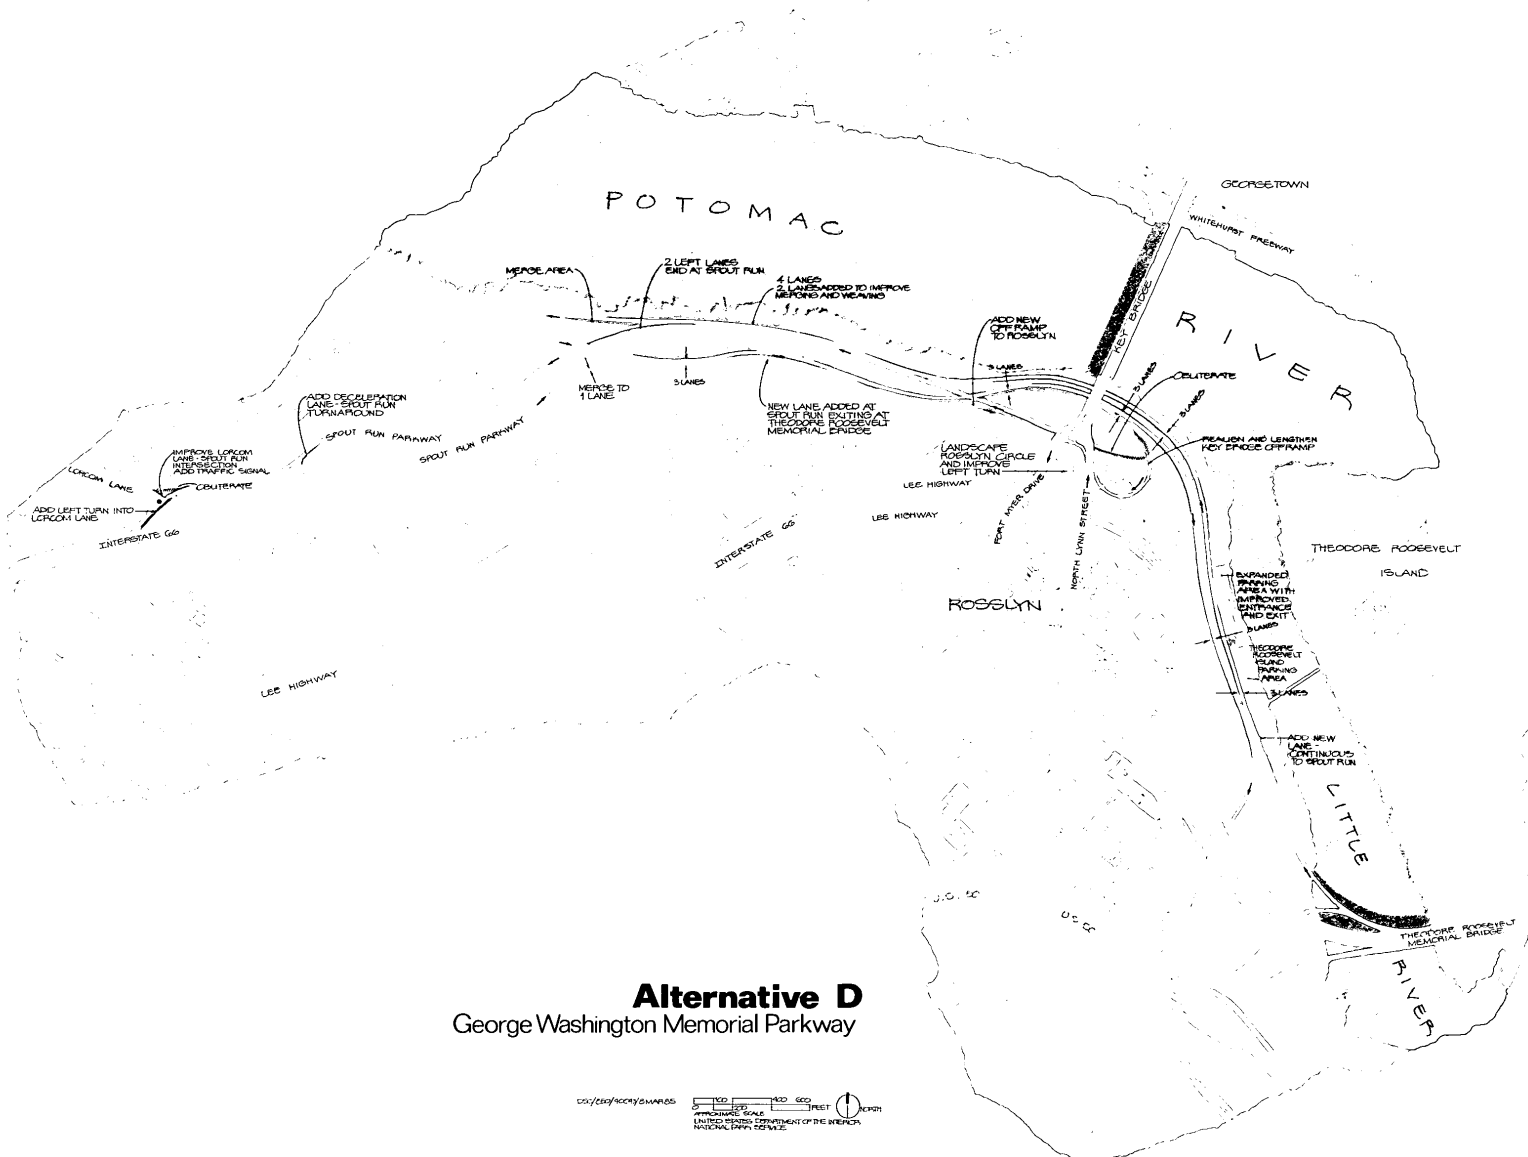 GEORGETOWN
WHITEHURST FREEWAY
POTOMAC
RIVER
KEY BRIDGE
MERGE AREA
2 LEFT LANES
END AT SPOUT RUN
4 LANES
2 LANES ADDED TO IMPROVE
MERGING AND WEAVING
ADD NEW
OFF RAMP
TO ROSSLYN
3 LANES
3 LANES
OBLITERATE
3 LANES
MERGE TO
1 LANE
3 LANES
NEW LANE ADDED AT
SPOUT RUN EXITING AT
THEODORE ROOSEVELT
MEMORIAL BRIDGE
REALIGN AND LENGTHEN
KEY BRIDGE OFFRAMP
ADD DECELERATION
LANE - SPOUT RUN
TURNAROUND
SPOUT RUN PARKWAY
SPOUT RUN PARKWAY
IMPROVE LORCOM
LANE - SPOUT RUN
INTERSECTION
ADD TRAFFIC SIGNAL
LORCOM LANE
OBLITERATE
ADD LEFT TURN INTO
LORCOM LANE
INTERSTATE 66
LANDSCAPE
ROSSLYN CIRCLE
AND IMPROVE
LEFT TURN
LEE HIGHWAY
LEE HIGHWAY
INTERSTATE 66
FORT MYER DRIVE
NORTH LYNN STREET
THEODORE ROOSEVELT
ISLAND
ROSSLYN
EXPANDED
PARKING
AREA WITH
IMPROVED
ENTRANCE
AND EXIT
3 LANES
THEODORE
ROOSEVELT
ISLAND
PARKING
AREA
3 LANES
LEE HIGHWAY
ADD NEW
LANE -
CONTINUOUS
TO SPOUT RUN
LITTLE
RIVER
U.S. 50
THEODORE ROOSEVELT
MEMORIAL BRIDGE
Alternative D
George Washington Memorial Parkway
0 100 200 400 600 FEET
APPROXIMATE SCALE
NORTH
UNITED STATES DEPARTMENT OF THE INTERIOR
NATIONAL PARK SERVICE